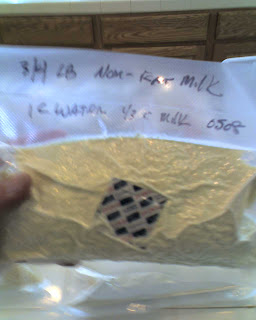 3/4 LB NON-FAT MILK
1 C WATER 1/3 C MILK 0508